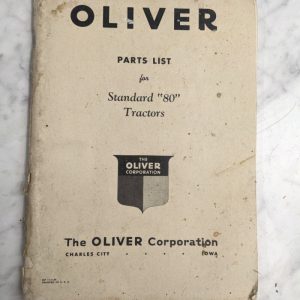 OLIVER
PARTS LIST
for
Standard "80"
Tractors
THE
OLIVER
CORPORATION
The OLIVER Corporation
CHARLES CITY . . . . . IOWA